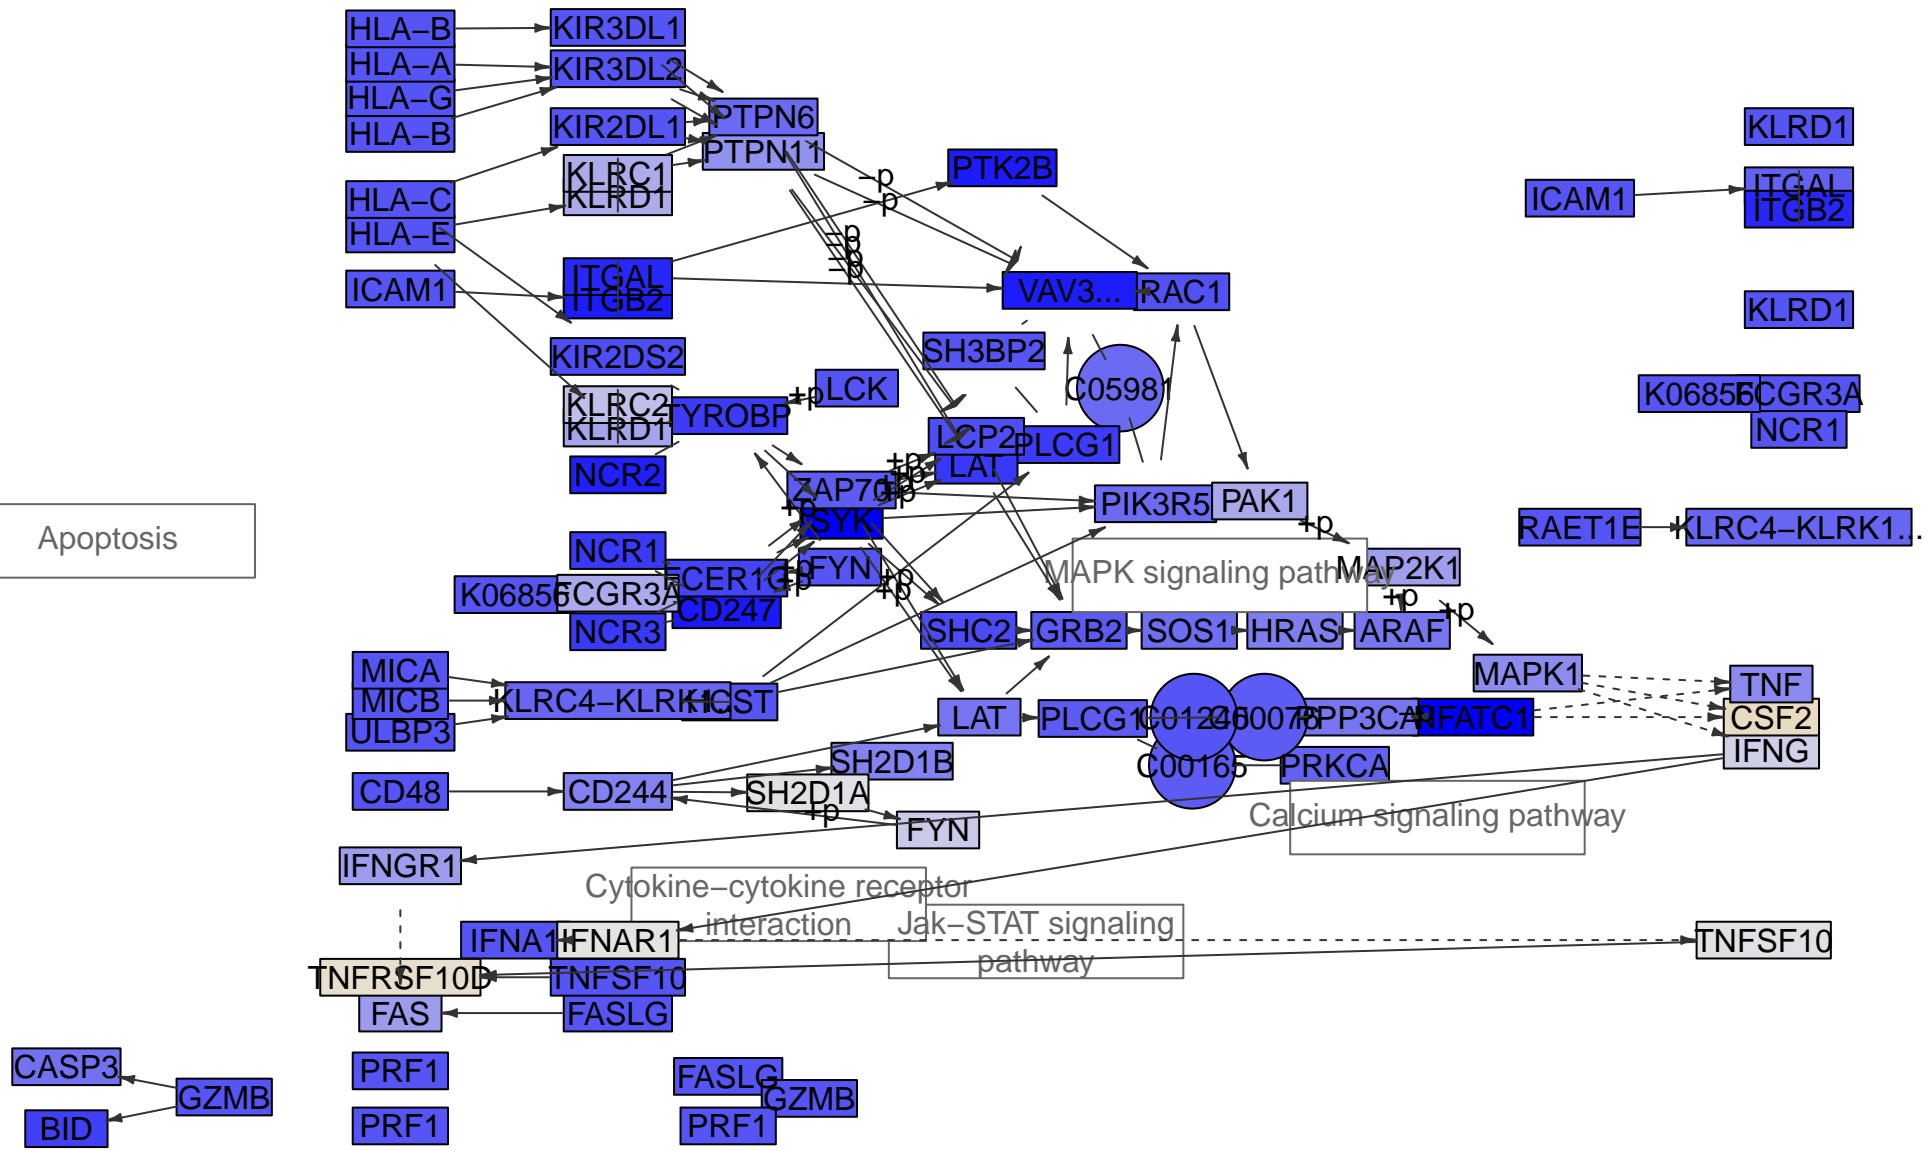 HLA−B
KIR3DL1
HLA−A
KIR3DL2
HLA−G
HLA−B
PTPN6
KIR2DL1
PTPN11
KLRC1
KLRD1
PTK2B
−p
−p
KLRD1
ICAM1
ITGAL
ITGB2
HLA−C
HLA−E
−p
−p
−p
−p
ICAM1
ITGAL
ITGB2
VAV3...
RAC1
KLRD1
KIR2DS2
SH3BP2
C05981
LCK
+p
KLRC2
KLRD1
TYROBP
K06856
FCGR3A
NCR1
LCP2
PLCG1
LAT
NCR2
ZAP70
+p
+p
+p
+p
SYK
+p
PIK3R5
PAK1
+p
RAET1E
KLRC4−KLRK1...
Apoptosis
NCR1
FCER1G
+p
+p
FYN
+p
+p
MAPK signaling pathway
MAP2K1
K06856
FCGR3A
CD247
+p
+p
NCR3
SHC2
GRB2
SOS1
HRAS
ARAF
MICA
MICB
ULBP3
KLRC4−KLRK1...
HCST
MAPK1
TNF
CSF2
IFNG
LAT
PLCG1
C01245
C00076
PPP3CA
NFATC1
C00165
PRKCA
SH2D1B
CD48
CD244
SH2D1A
+p
FYN
Calcium signaling pathway
IFNGR1
Cytokine−cytokine receptor
interaction
Jak−STAT signaling
pathway
IFNA1
IFNAR1
TNFSF10
TNFRSF10D
TNFSF10
FAS
FASLG
CASP3
PRF1
FASLG
GZMB
GZMB
BID
PRF1
PRF1